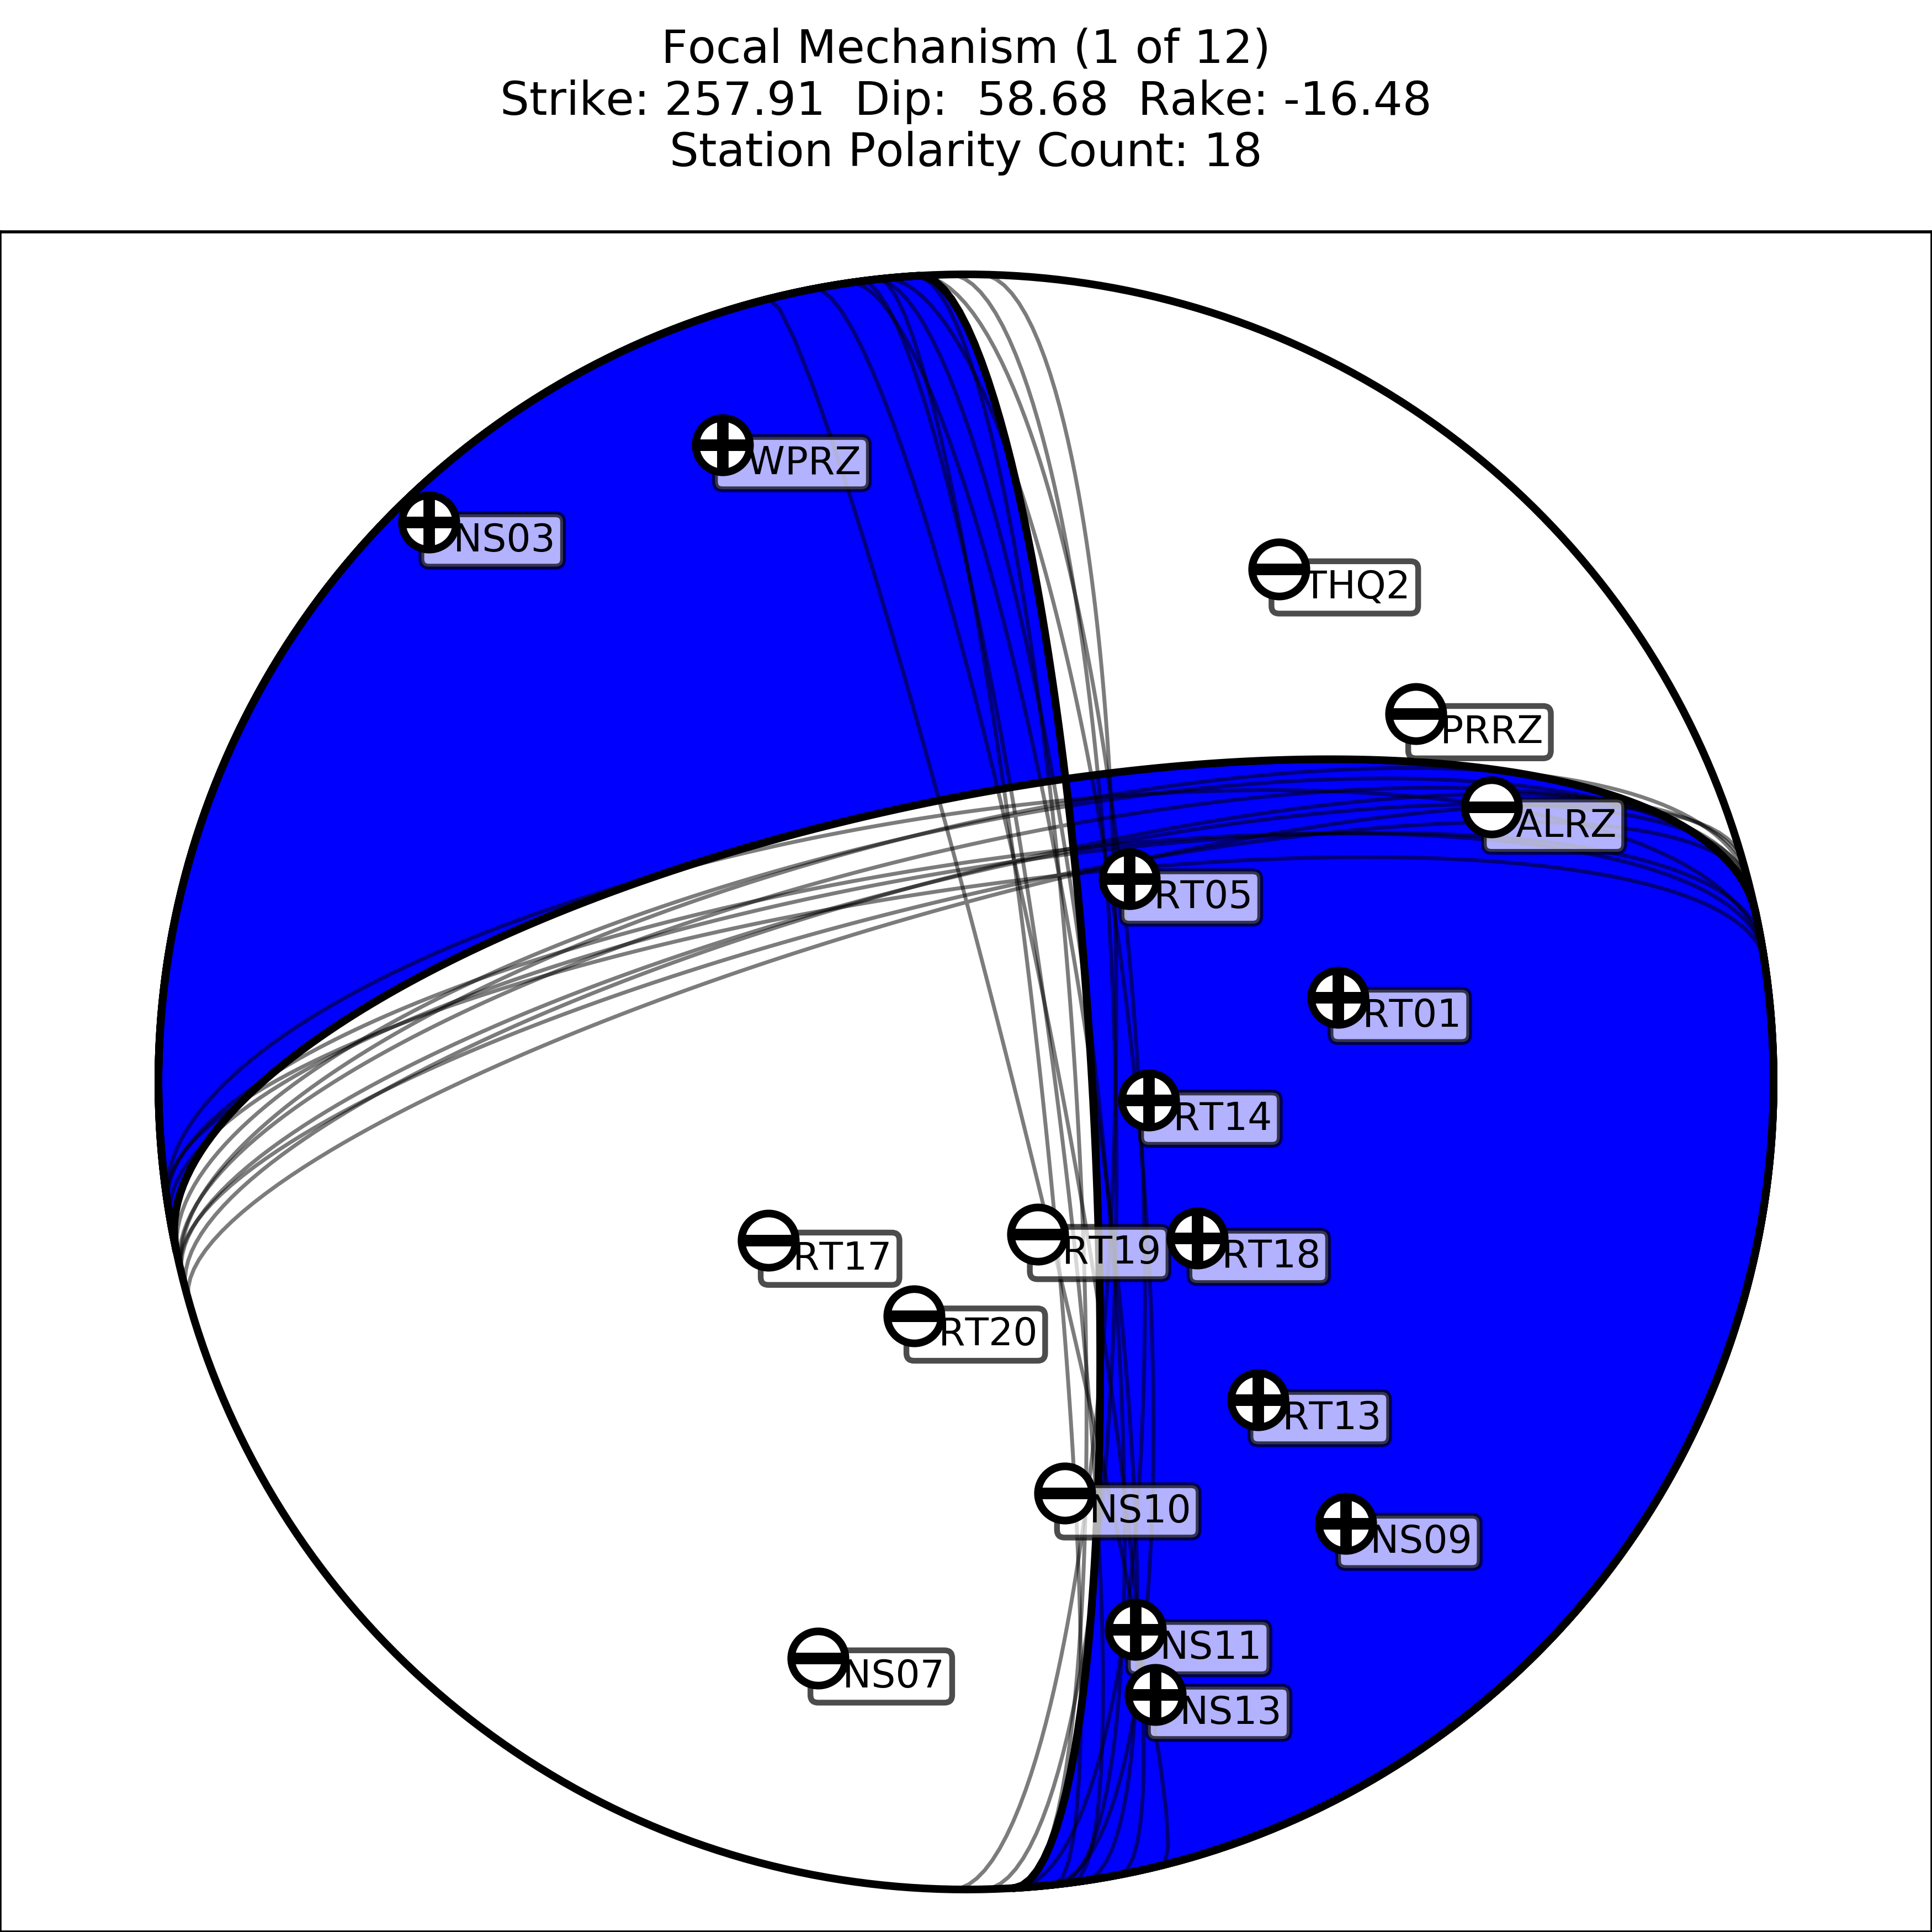 Focal Mechanism (1 of 12)
Strike: 257.91  Dip:  58.68  Rake: -16.48
Station Polarity Count: 18
WPRZ
NS03
THQ2
PRRZ
ALRZ
RT05
RT01
RT14
RT17
RT19
RT18
RT20
RT13
NS10
NS09
NS11
NS07
NS13